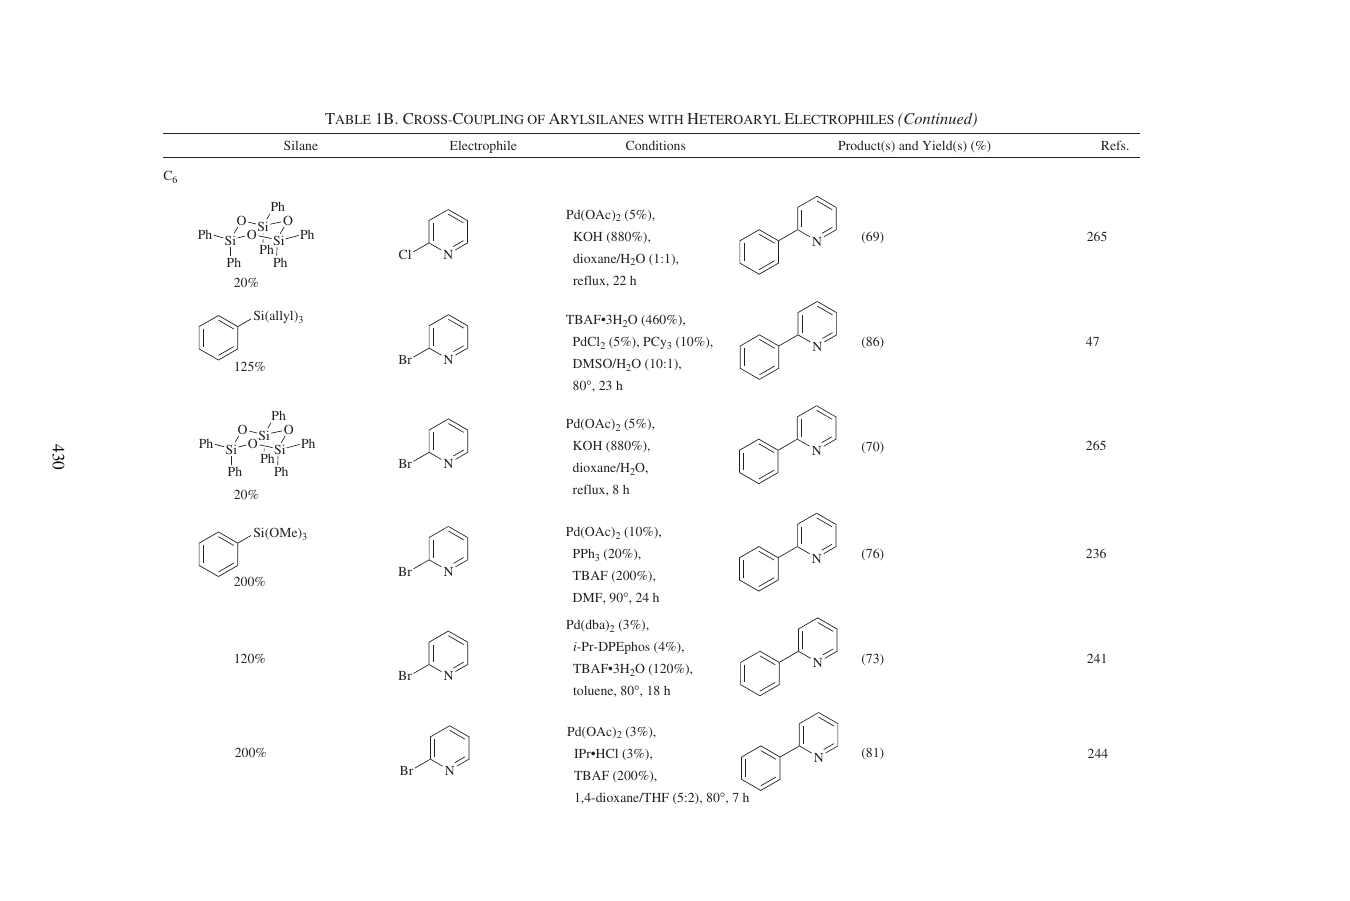 TABLE 1B. CROSS-COUPLING OF ARYLSILANES WITH HETEROARYL ELECTROPHILES (Continued)
Silane Electrophile Conditions Product(s) and Yield(s) (%) Refs.
C6
Ph
O Si O
Ph Si O Si Ph
Ph
Ph Ph
20%
Cl N
Pd(OAc)2 (5%),
KOH (880%),
dioxane/H2O (1:1),
reflux, 22 h
N (69) 265
Si(allyl)3
125%
Br N
TBAF•3H2O (460%),
PdCl2 (5%), PCy3 (10%),
DMSO/H2O (10:1),
80°, 23 h
N (86) 47
Ph
O Si O
Ph Si O Si Ph
Ph
Ph Ph
20%
Br N
Pd(OAc)2 (5%),
KOH (880%),
dioxane/H2O,
reflux, 8 h
N (70) 265
Si(OMe)3
200%
Br N
Pd(OAc)2 (10%),
PPh3 (20%),
TBAF (200%),
DMF, 90°, 24 h
N (76) 236
120%
Br N
Pd(dba)2 (3%),
i-Pr-DPEphos (4%),
TBAF•3H2O (120%),
toluene, 80°, 18 h
N (73) 241
200%
Br N
Pd(OAc)2 (3%),
IPr•HCl (3%),
TBAF (200%),
1,4-dioxane/THF (5:2), 80°, 7 h
N (81) 244
430